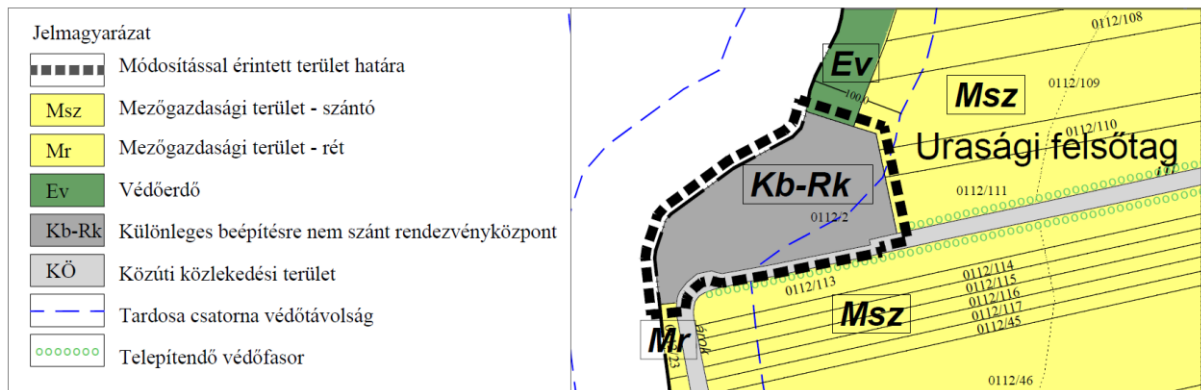 Jelmagyarázat
Módosítással érintett terület határa
Msz Mezőgazdasági terület - szántó
Mr Mezőgazdasági terület - rét
Ev Védőerdő
Kb-Rk Különleges beépítésre nem szánt rendezvényközpont
KÖ Közúti közlekedési terület
Tardosa csatorna védőtávolság
Telepítendő védőfasor
0112/108
Ev
100,0
Msz
0112/109
0112/110
Urasági felsőtag
Kb-Rk
0112/111
0112/2
0112/113
0112/114
0112/115
0112/116
0112/117
0112/45
Msz
Mr
árok
0112/46